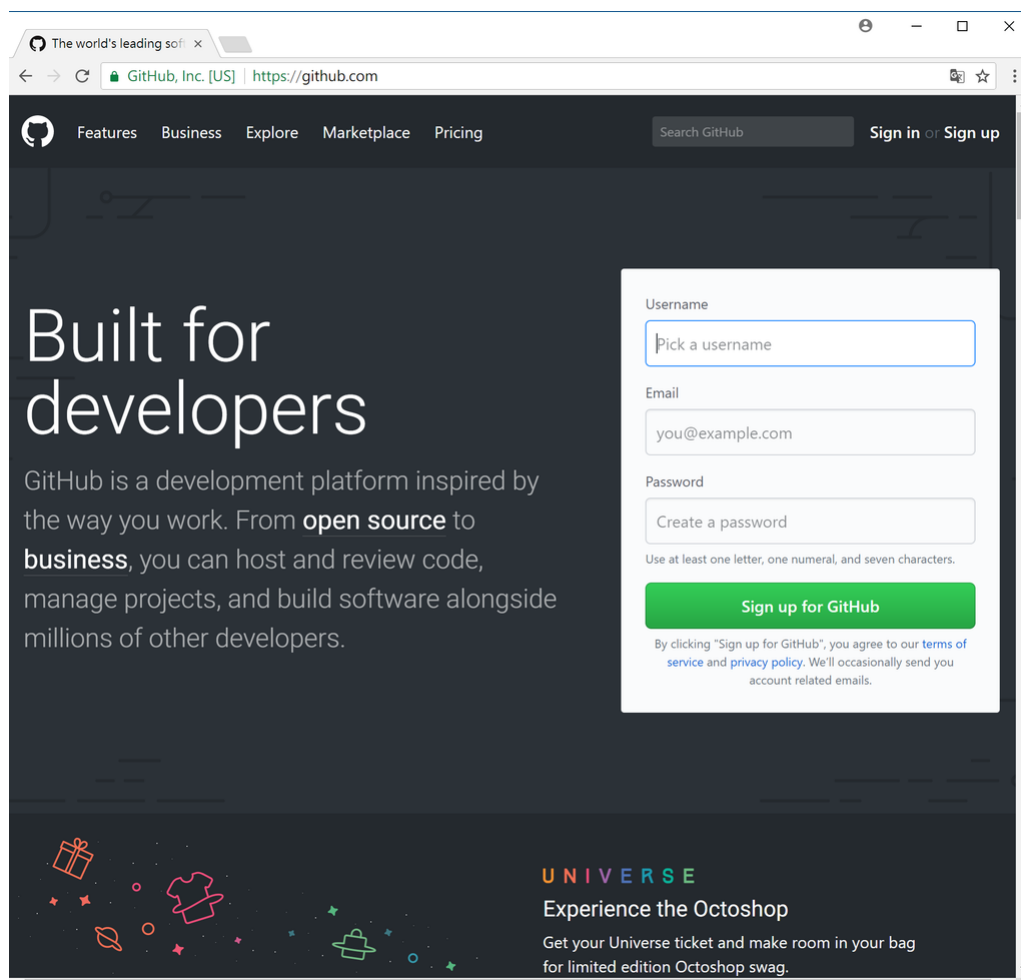 The world's leading soft
GitHub, Inc. [US] https://github.com
Features Business Explore Marketplace Pricing Search GitHub Sign in or Sign up
Built for
developers
GitHub is a development platform inspired by
the way you work. From open source to
business, you can host and review code,
manage projects, and build software alongside
millions of other developers.
Username
Pick a username
Email
you@example.com
Password
Create a password
Use at least one letter, one numeral, and seven characters.
Sign up for GitHub
By clicking "Sign up for GitHub", you agree to our terms of
service and privacy policy. We'll occasionally send you
account related emails.
UNIVERSE
Experience the Octoshop
Get your Universe ticket and make room in your bag
for limited edition Octoshop swag.